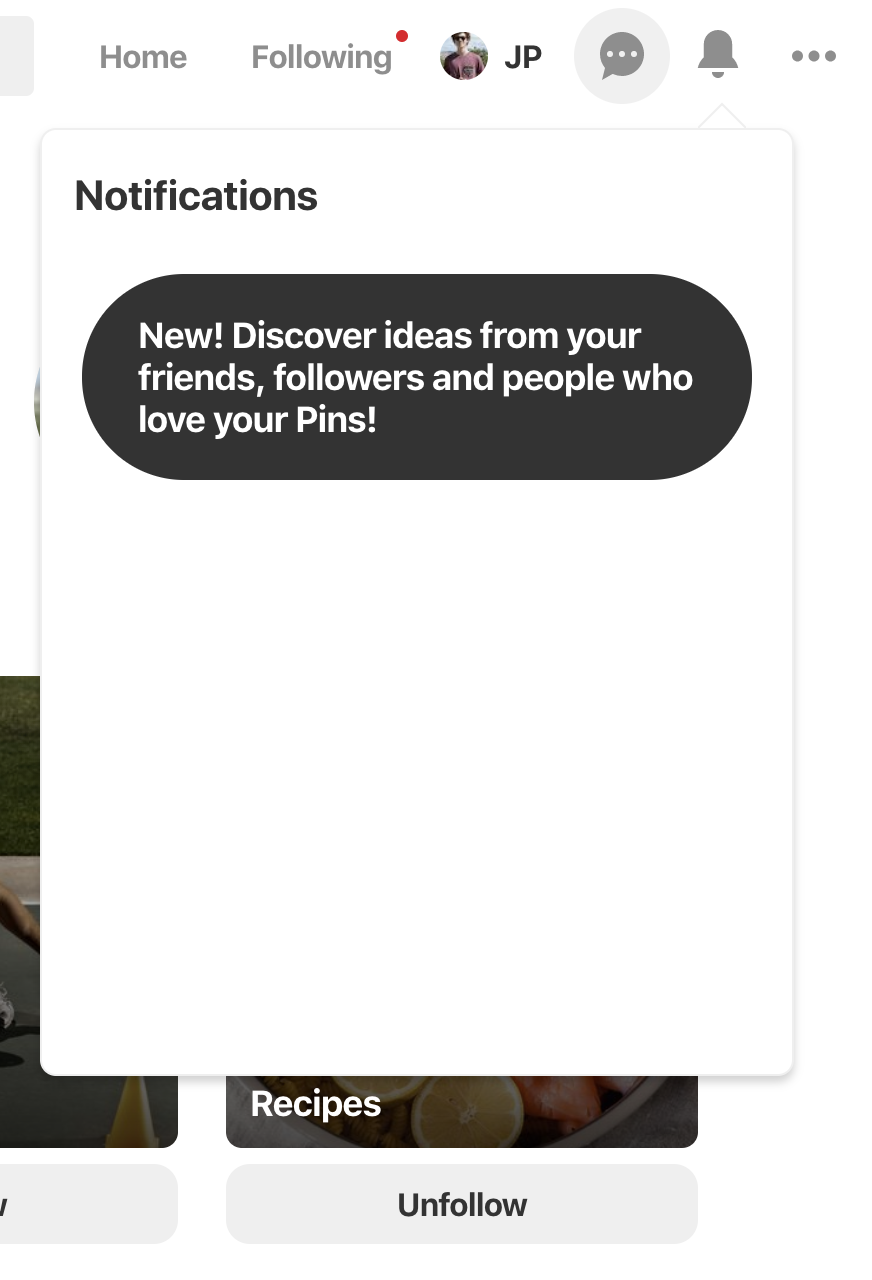 Home
Following
JP
Notifications
New! Discover ideas from your
friends, followers and people who
love your Pins!
Recipes
Unfollow